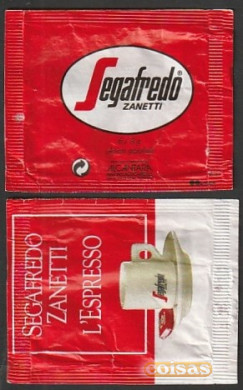 Segafredo®
ZANETTI
SEGAFREDO
ZANETTI
L'ESPRESSO
Segafredo
coisas